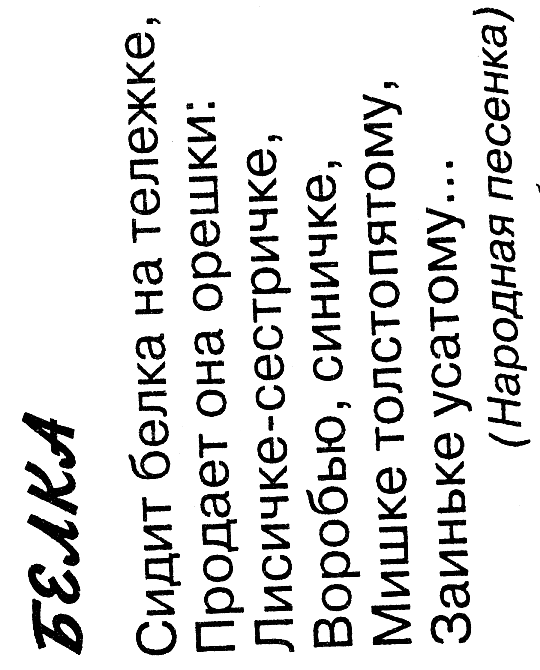 БЕЛКА
Сидит белка на тележке,
Продает она орешки:
Лисичке-сестричке,
Воробью, синичке,
Мишке толстопятому,
Заиньке усатому...
(Народная песенка)